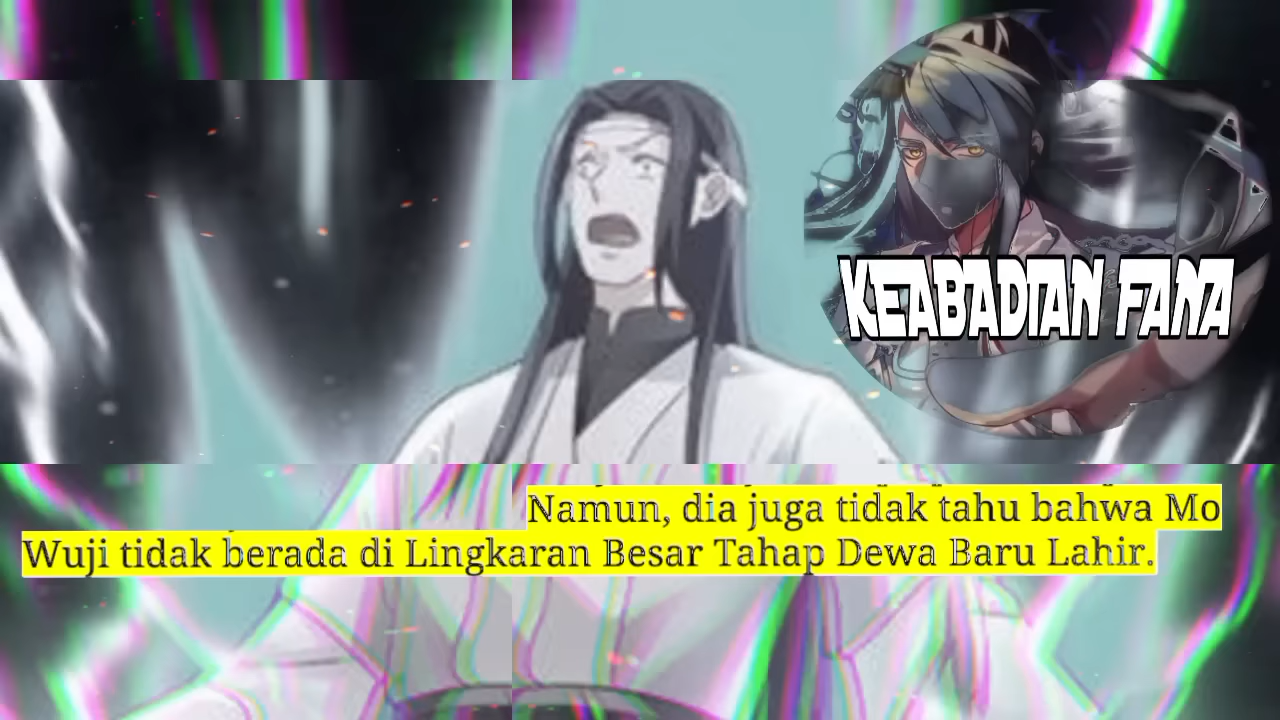 KEABADIAN FANA
Namun, dia juga tidak tahu bahwa Mo
Wuji tidak berada di Lingkaran Besar Tahap Dewa Baru Lahir.